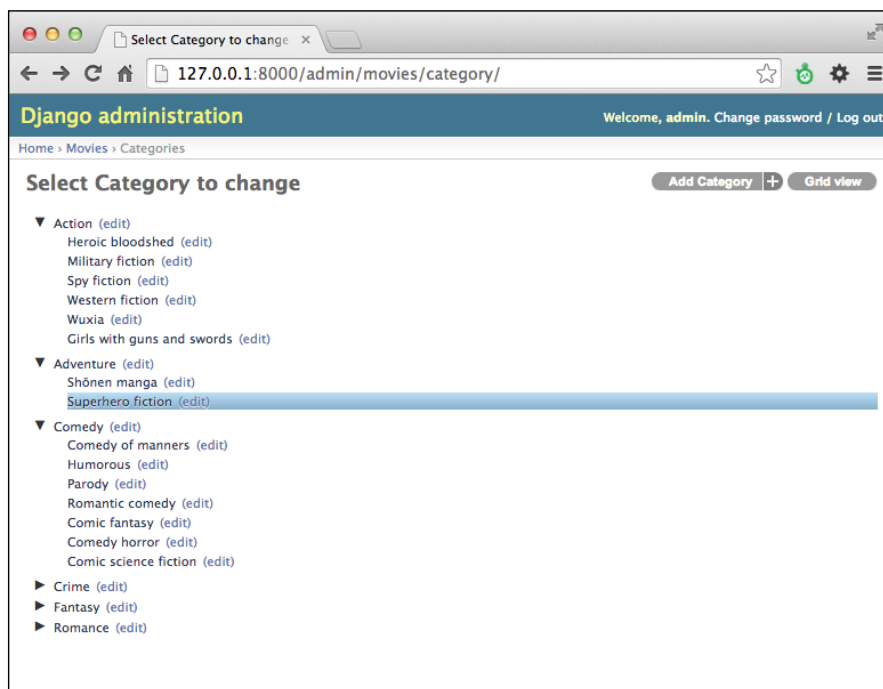 Select Category to change
127.0.0.1:8000/admin/movies/category/
Django administration
Welcome, admin. Change password / Log out
Home › Movies › Categories
Select Category to change
Add Category +
Grid view
Action (edit)
Heroic bloodshed (edit)
Military fiction (edit)
Spy fiction (edit)
Western fiction (edit)
Wuxia (edit)
Girls with guns and swords (edit)
Adventure (edit)
Shōnen manga (edit)
Superhero fiction (edit)
Comedy (edit)
Comedy of manners (edit)
Humorous (edit)
Parody (edit)
Romantic comedy (edit)
Comic fantasy (edit)
Comedy horror (edit)
Comic science fiction (edit)
Crime (edit)
Fantasy (edit)
Romance (edit)